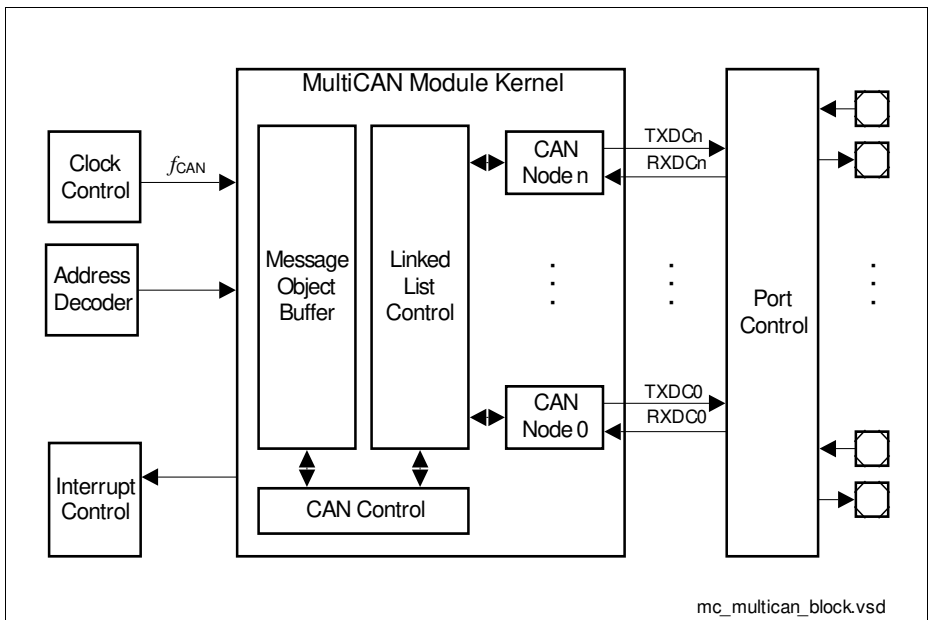 MultiCAN Module Kernel
Clock
Control
fCAN
Address
Decoder
Interrupt
Control
Message
Object
Buffer
Linked
List
Control
CAN Control
CAN
Node n
CAN
Node 0
TXDCn
RXDCn
TXDC0
RXDC0
Port
Control
mc_multican_block.vsd